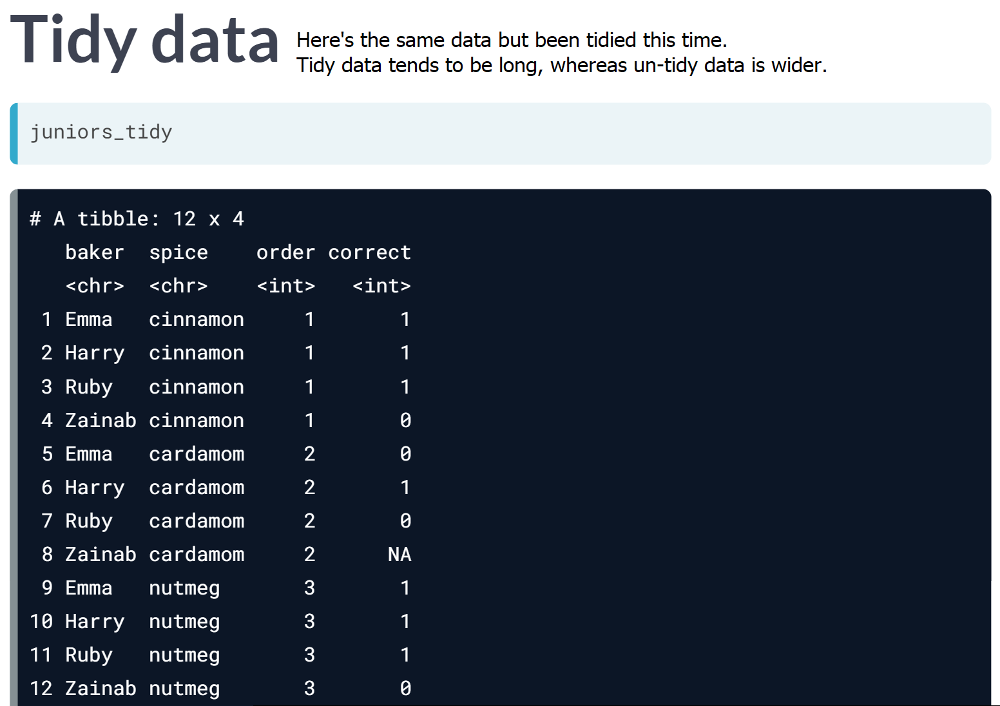 Tidy data
Here's the same data but been tidied this time.
Tidy data tends to be long, whereas un-tidy data is wider.
juniors_tidy
# A tibble: 12 x 4
baker spice order correct
<chr> <chr> <int> <int>
1 Emma cinnamon 1 1
2 Harry cinnamon 1 1
3 Ruby cinnamon 1 1
4 Zainab cinnamon 1 0
5 Emma cardamom 2 0
6 Harry cardamom 2 1
7 Ruby cardamom 2 0
8 Zainab cardamom 2 NA
9 Emma nutmeg 3 1
10 Harry nutmeg 3 1
11 Ruby nutmeg 3 1
12 Zainab nutmeg 3 0